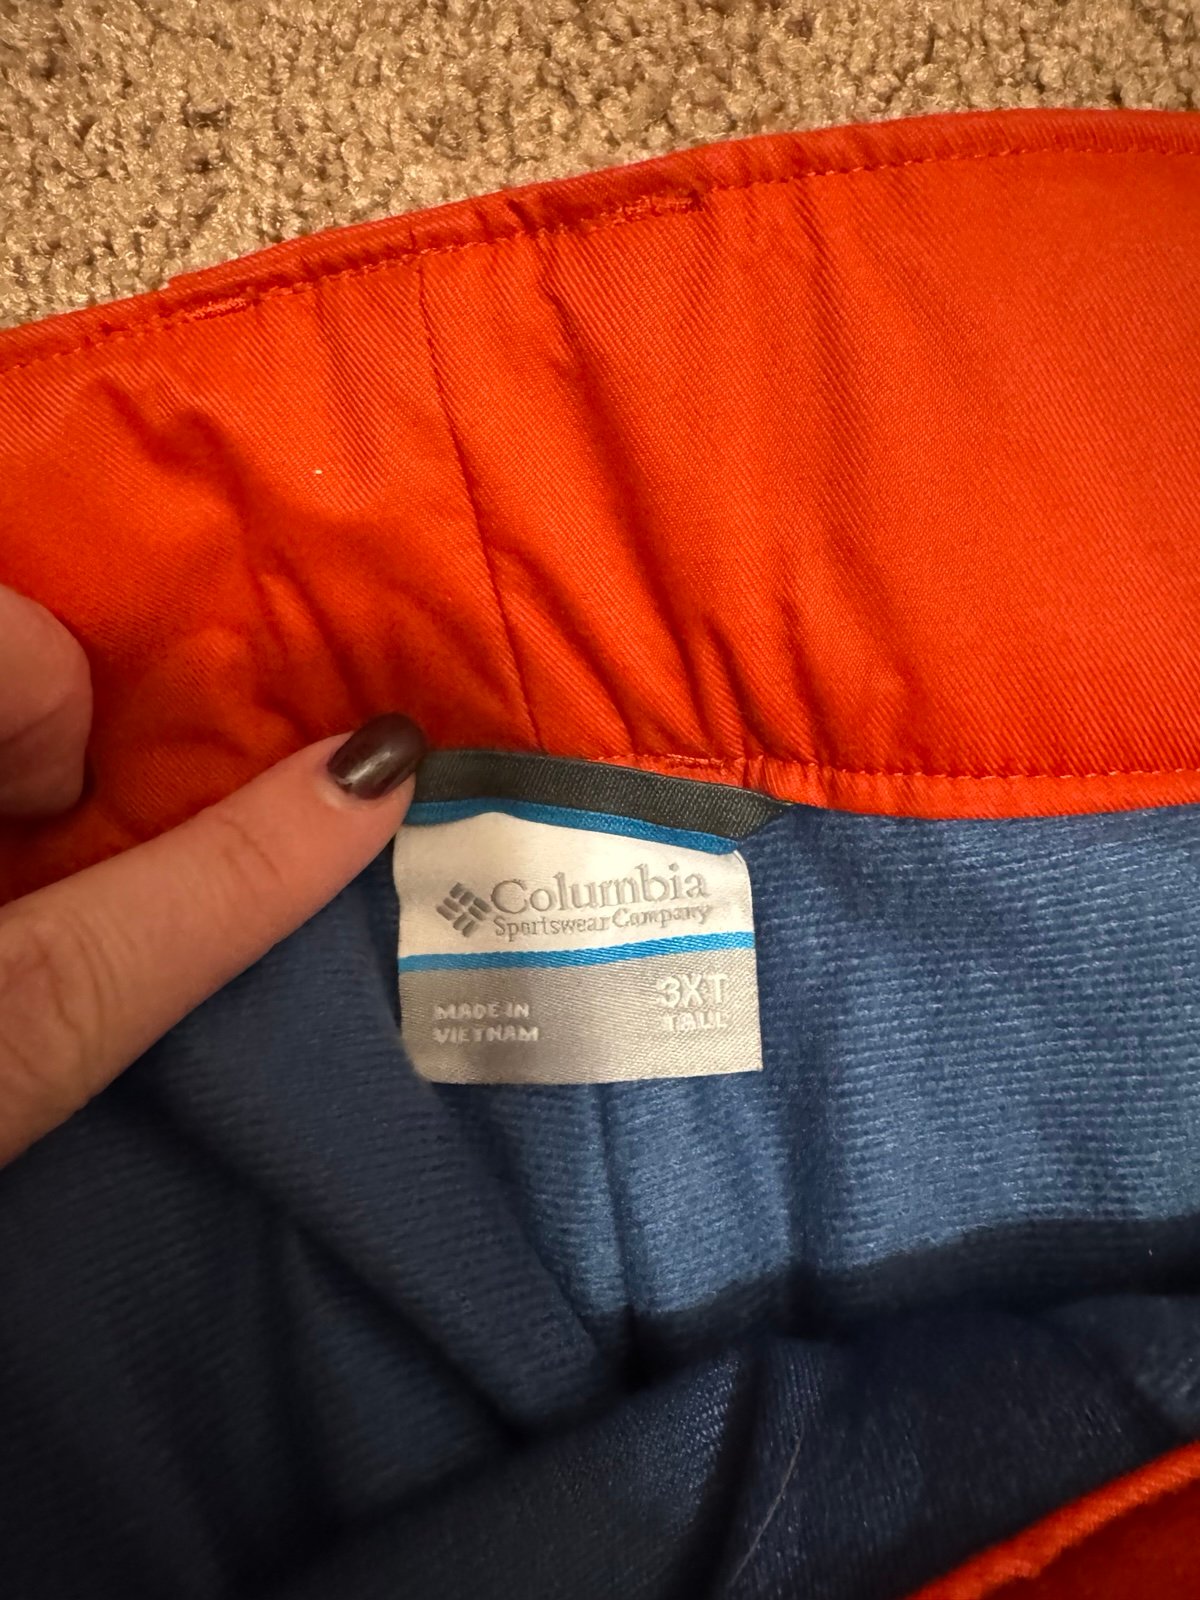 Columbia
Sportswear Company
3XT
TALL
MADE IN
VIETNAM